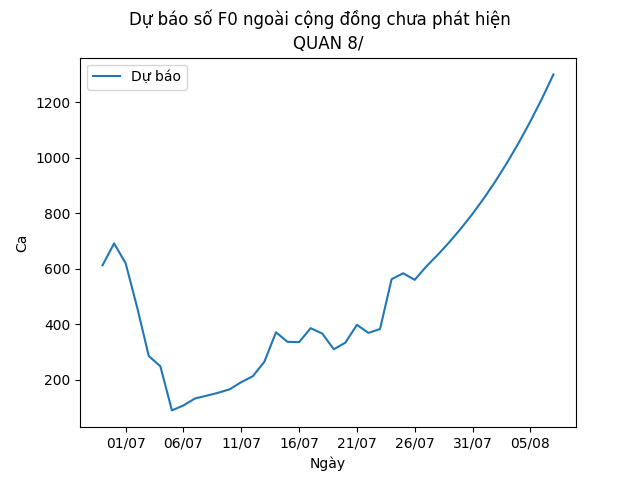 Dự báo số F0 ngoài cộng đồng chưa phát hiện
QUAN 8/
Dự báo
1200
1000
800
600
400
200
Ca
01/07 06/07 11/07 16/07 21/07 26/07 31/07 05/08
Ngày